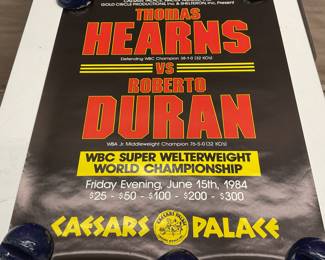 GOLD CIRCLE PRODUCTIONS, INC. & SHELTERON, Inc. Present
THOMAS
HEARNS
Defending WBC Champion 38-1-0 (32 KO's)
VS
ROBERTO
DURAN
WBA Jr. Middleweight Champion 76-5-0 (32 KO's)
WBC SUPER WELTERWEIGHT
WORLD CHAMPIONSHIP
Friday Evening, June 15th, 1984
$25 - $50 - $100 - $200 - $300
CAESARS PALACE